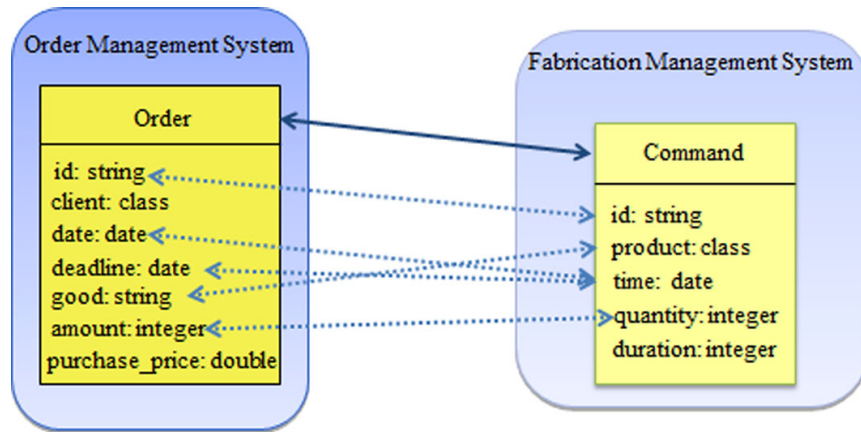 Order Management System
Order
id: string
client: class
date: date
deadline: date
good: string
amount: integer
purchase_price: double
Fabrication Management System
Command
id: string
product: class
time: date
quantity: integer
duration: integer